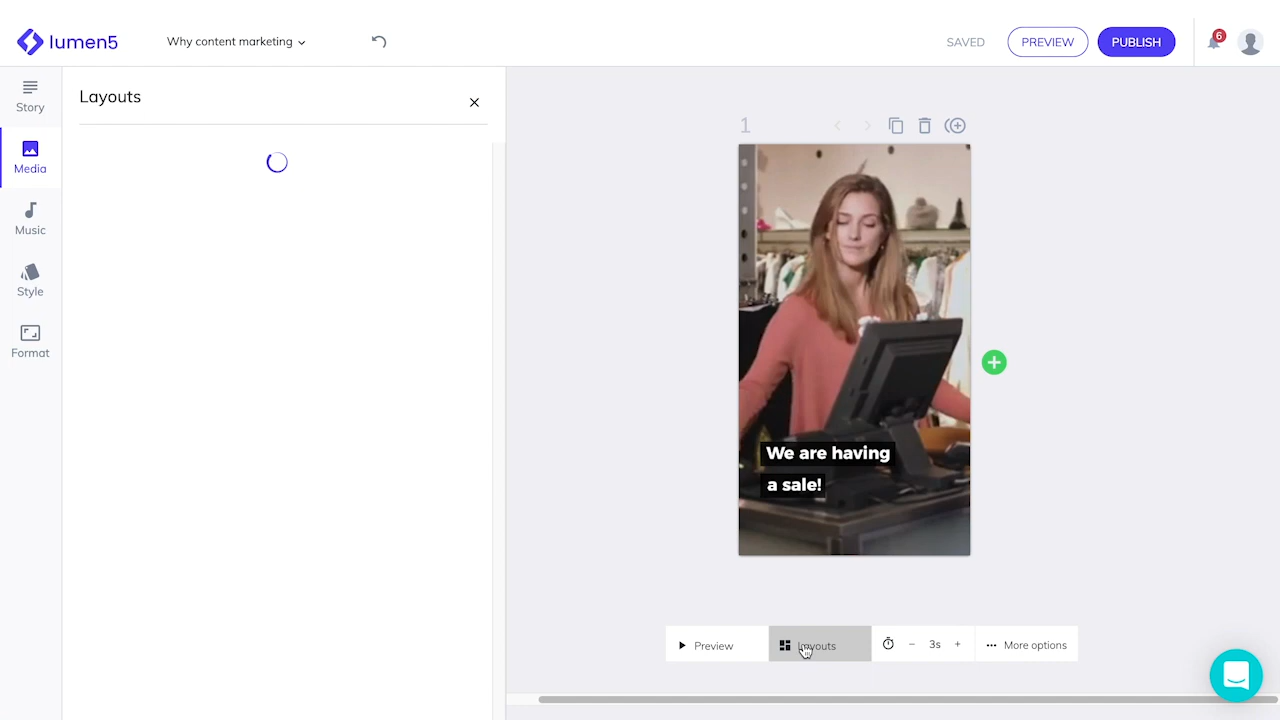 lumen5
Why content marketing
SAVED
PREVIEW
PUBLISH
6
Story
Media
Music
Style
Format
Layouts
1
We are having
a sale!
Preview
Layouts
3s
More options